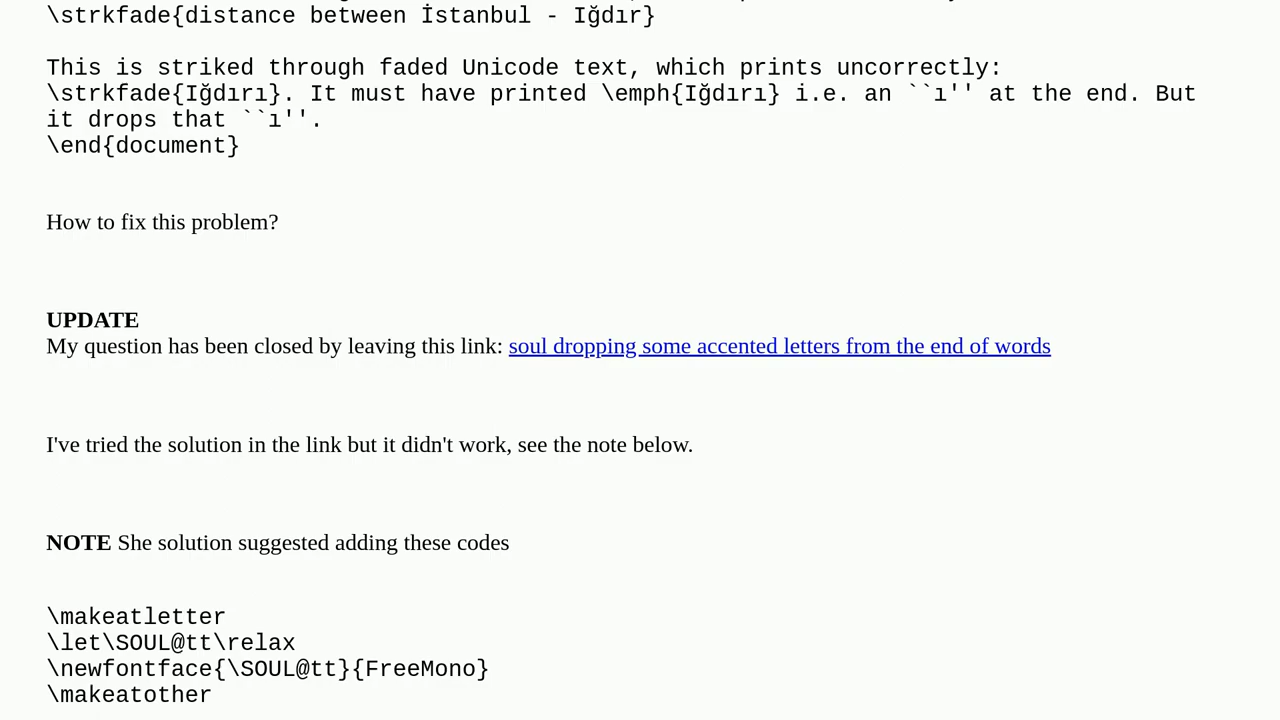 \strkfade{distance between İstanbul - Iğdır}
This is striked through faded Unicode text, which prints uncorrectly:
\strkfade{Iğdırı}. It must have printed \emph{Iğdırı} i.e. an ``ı'' at the end. But
it drops that ``ı''.
\end{document}
How to fix this problem?
UPDATE
My question has been closed by leaving this link: soul dropping some accented letters from the end of words
I've tried the solution in the link but it didn't work, see the note below.
NOTE She solution suggested adding these codes
\makeatletter
\let\SOUL@tt\relax
\newfontface{\SOUL@tt}{FreeMono}
\makeatother